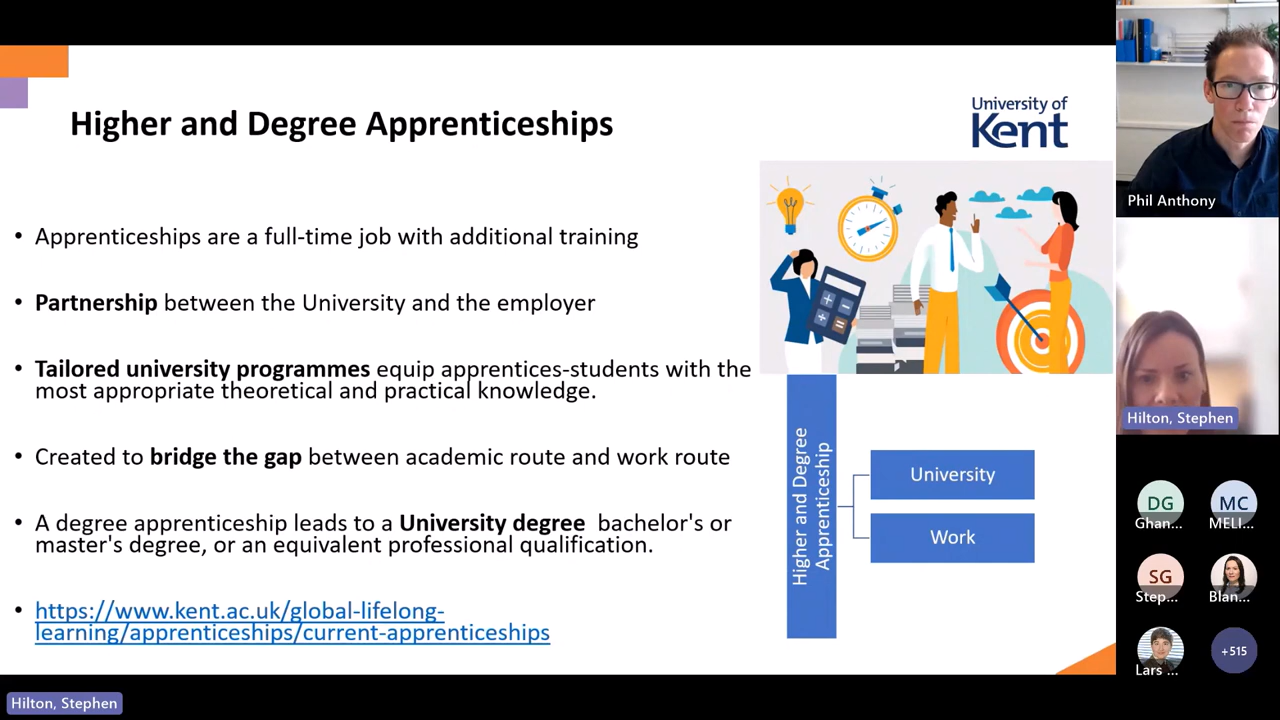 Higher and Degree Apprenticeships
University of
Kent
• Apprenticeships are a full-time job with additional training
• Partnership between the University and the employer
• Tailored university programmes equip apprentices-students with the
most appropriate theoretical and practical knowledge.
• Created to bridge the gap between academic route and work route
• A degree apprenticeship leads to a University degree bachelor's or
master's degree, or an equivalent professional qualification.
• https://www.kent.ac.uk/global-lifelong-
learning/apprenticeships/current-apprenticeships
Higher and Degree
Apprenticeship
University
Work
Phil Anthony
Hilton, Stephen
DG
Ghan...
MC
MELI...
SG
Step...
Blan...
Lars ...
+515
Hilton, Stephen